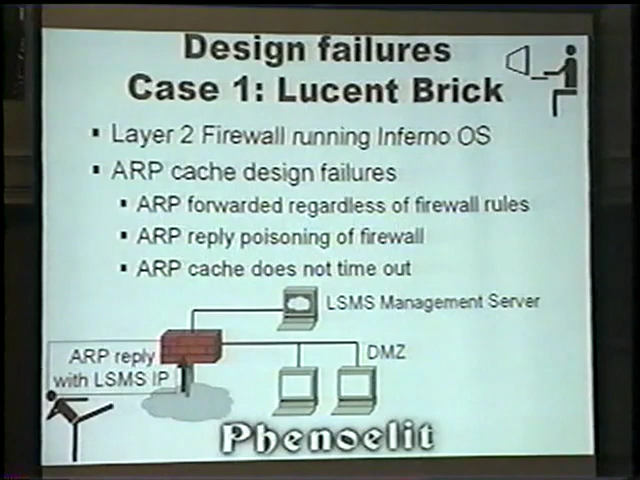 Design failures
Case 1: Lucent Brick
▪ Layer 2 Firewall running Inferno OS
▪ ARP cache design failures
▪ ARP forwarded regardless of firewall rules
▪ ARP reply poisoning of firewall
▪ ARP cache does not time out
LSMS Management Server
ARP reply
with LSMS IP
DMZ
Phenoelit